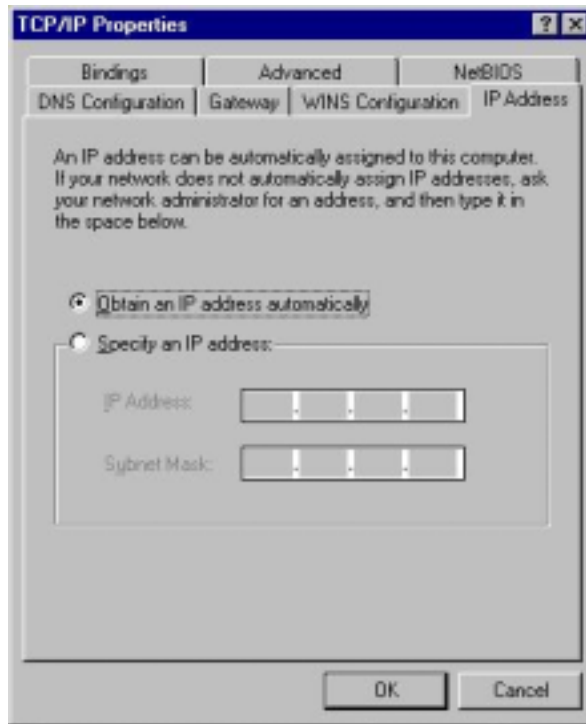 TCP/IP Properties
? ×
Bindings Advanced NetBIOS
DNS Configuration Gateway WINS Configuration IP Address
An IP address can be automatically assigned to this computer.
If your network does not automatically assign IP addresses, ask
your network administrator for an address, and then type it in
the space below.
Obtain an IP address automatically
Specify an IP address:
IP Address:
Subnet Mask:
OK Cancel